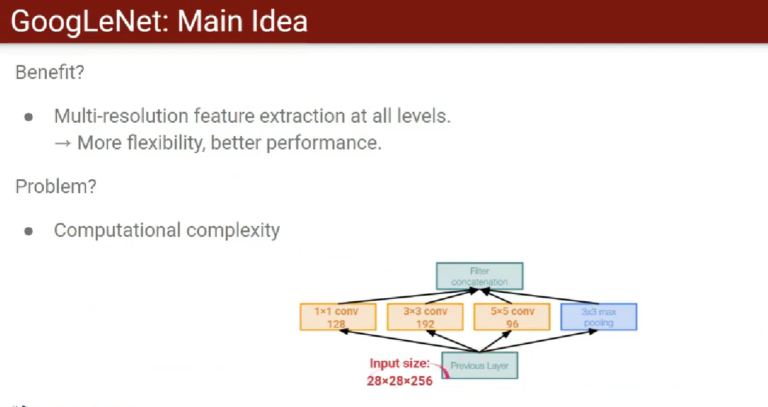 GoogLeNet: Main Idea
Benefit?
● Multi-resolution feature extraction at all levels.
→ More flexibility, better performance.
Problem?
● Computational complexity
Filter
concatenation
1×1 conv
128
3×3 conv
192
5×5 conv
96
3x3 max
pooling
Input size:
28×28×256
Previous Layer